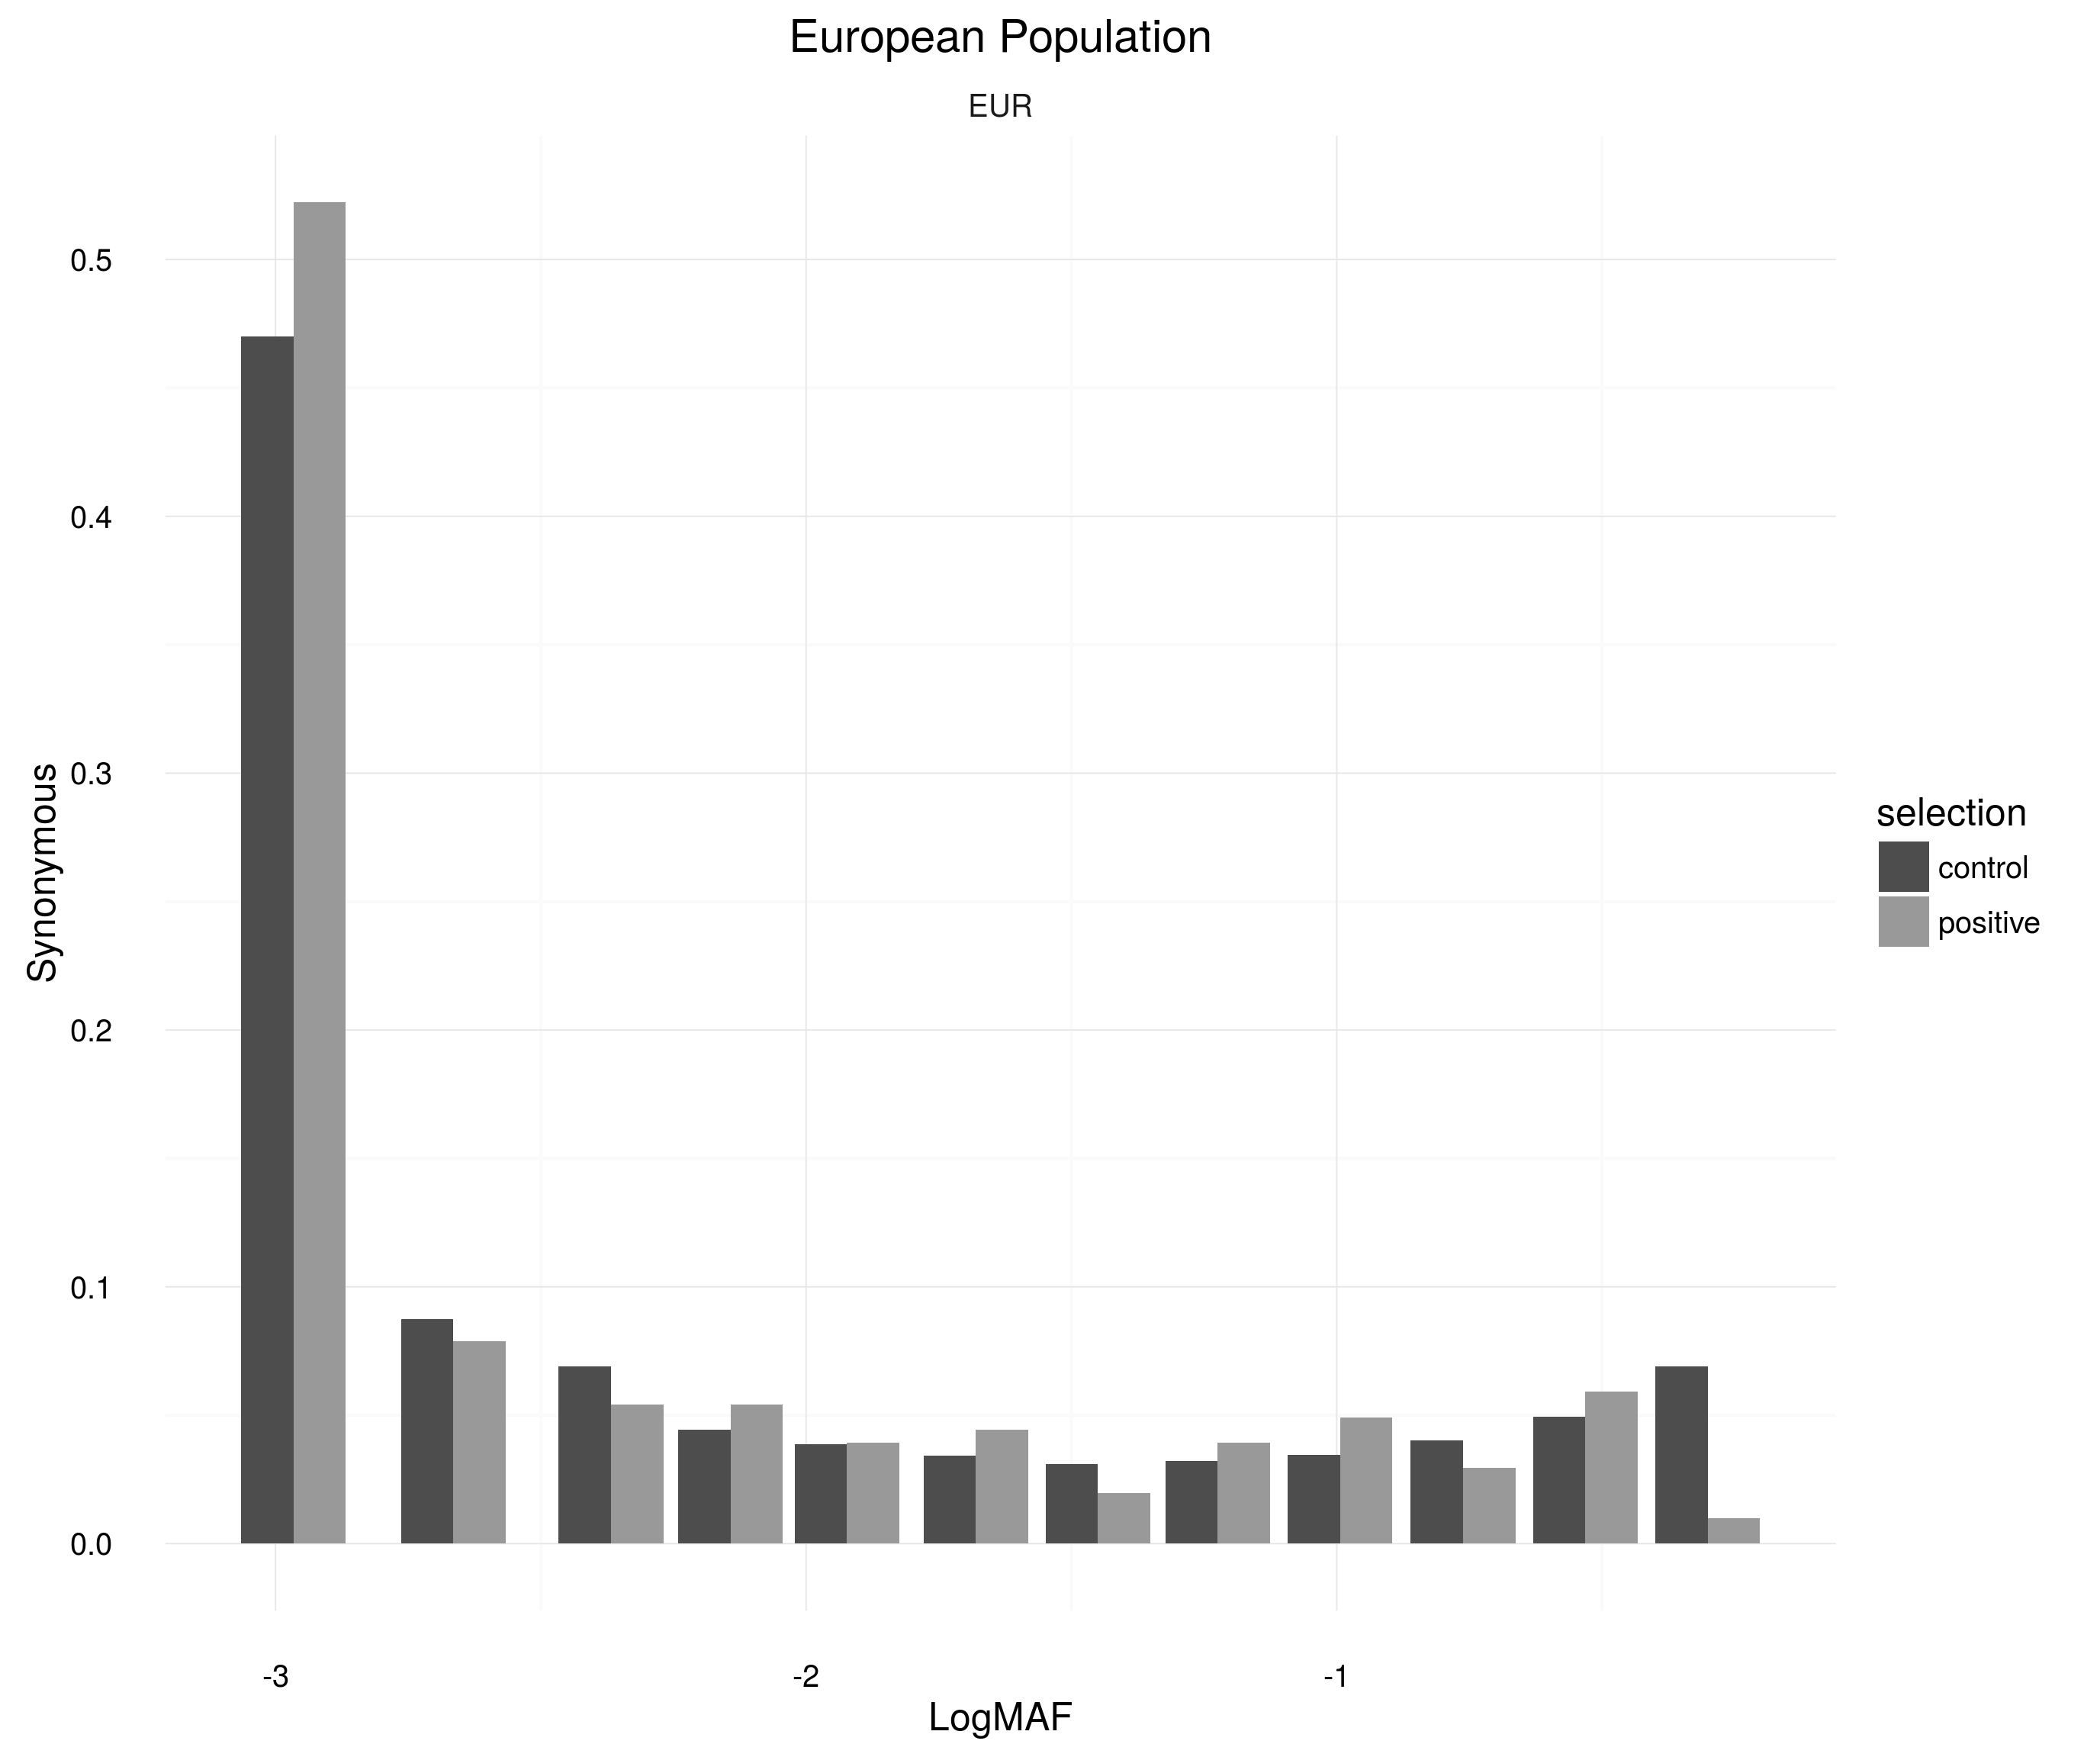 European Population
EUR
0.5
0.4
0.3
0.2
0.1
0.0
Synonymous
-3
-2
-1
LogMAF
selection
control
positive